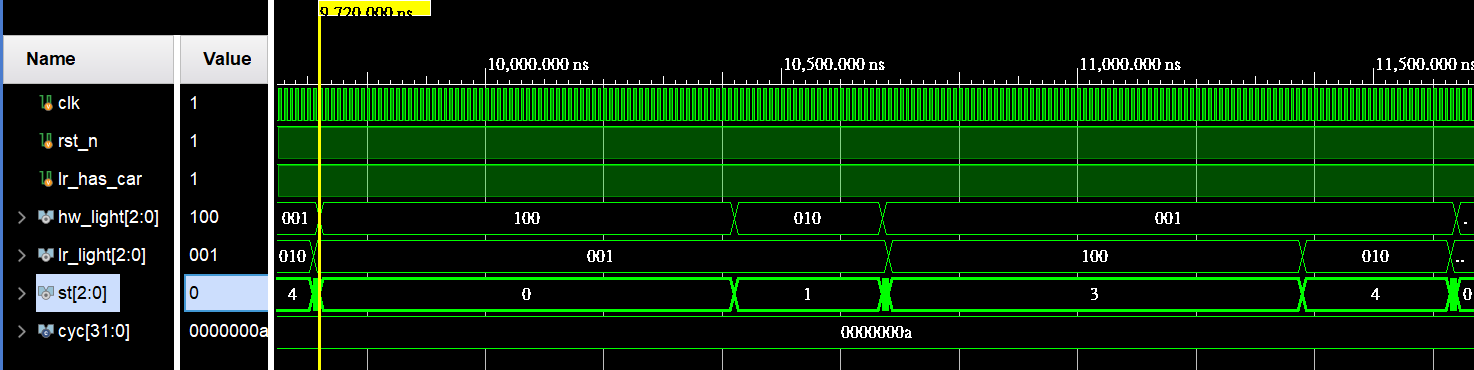 9,720.000 ns
Name Value
10,000.000 ns 10,500.000 ns 11,000.000 ns 11,500.000 ns
clk 1
rst_n 1
lr_has_car 1
hw_light[2:0] 100 001 100 010 001 .
lr_light[2:0] 001 010 001 100 010 ..
st[2:0] 0 4 0 1 3 4 0
cyc[31:0] 0000000a 0000000a